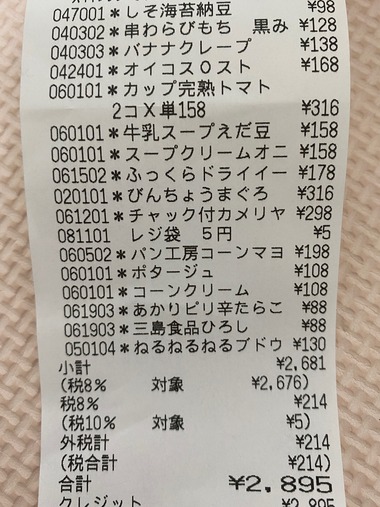 047001*しそ海苔納豆 ¥98
040302*串わらびもち 黒み ¥128
040303*バナナクレープ ¥138
042401*オイコス0スト ¥168
060101*カップ完熟トマト
2コX単158 ¥316
060101*牛乳スープえだ豆 ¥158
060101*スープクリームオニ ¥158
061502*ふっくらドライイー ¥178
020101*びんちょうまぐろ ¥316
061201*チャック付カメリヤ ¥298
081101 レジ袋 5円 ¥5
060502*パン工房コーンマヨ ¥198
060101*ポタージュ ¥108
060101*コーンクリーム ¥108
061903*あかりピリ辛たらこ ¥88
061903*三島食品ひろし ¥88
050104*ねるねるねるブドウ ¥130
小計 ¥2,681
(税8% 対象 ¥2,676)
税8% ¥214
(税10% 対象 ¥5)
外税計 ¥214
(税合計 ¥214)
合計 ¥2,895
クレジット ¥2,895